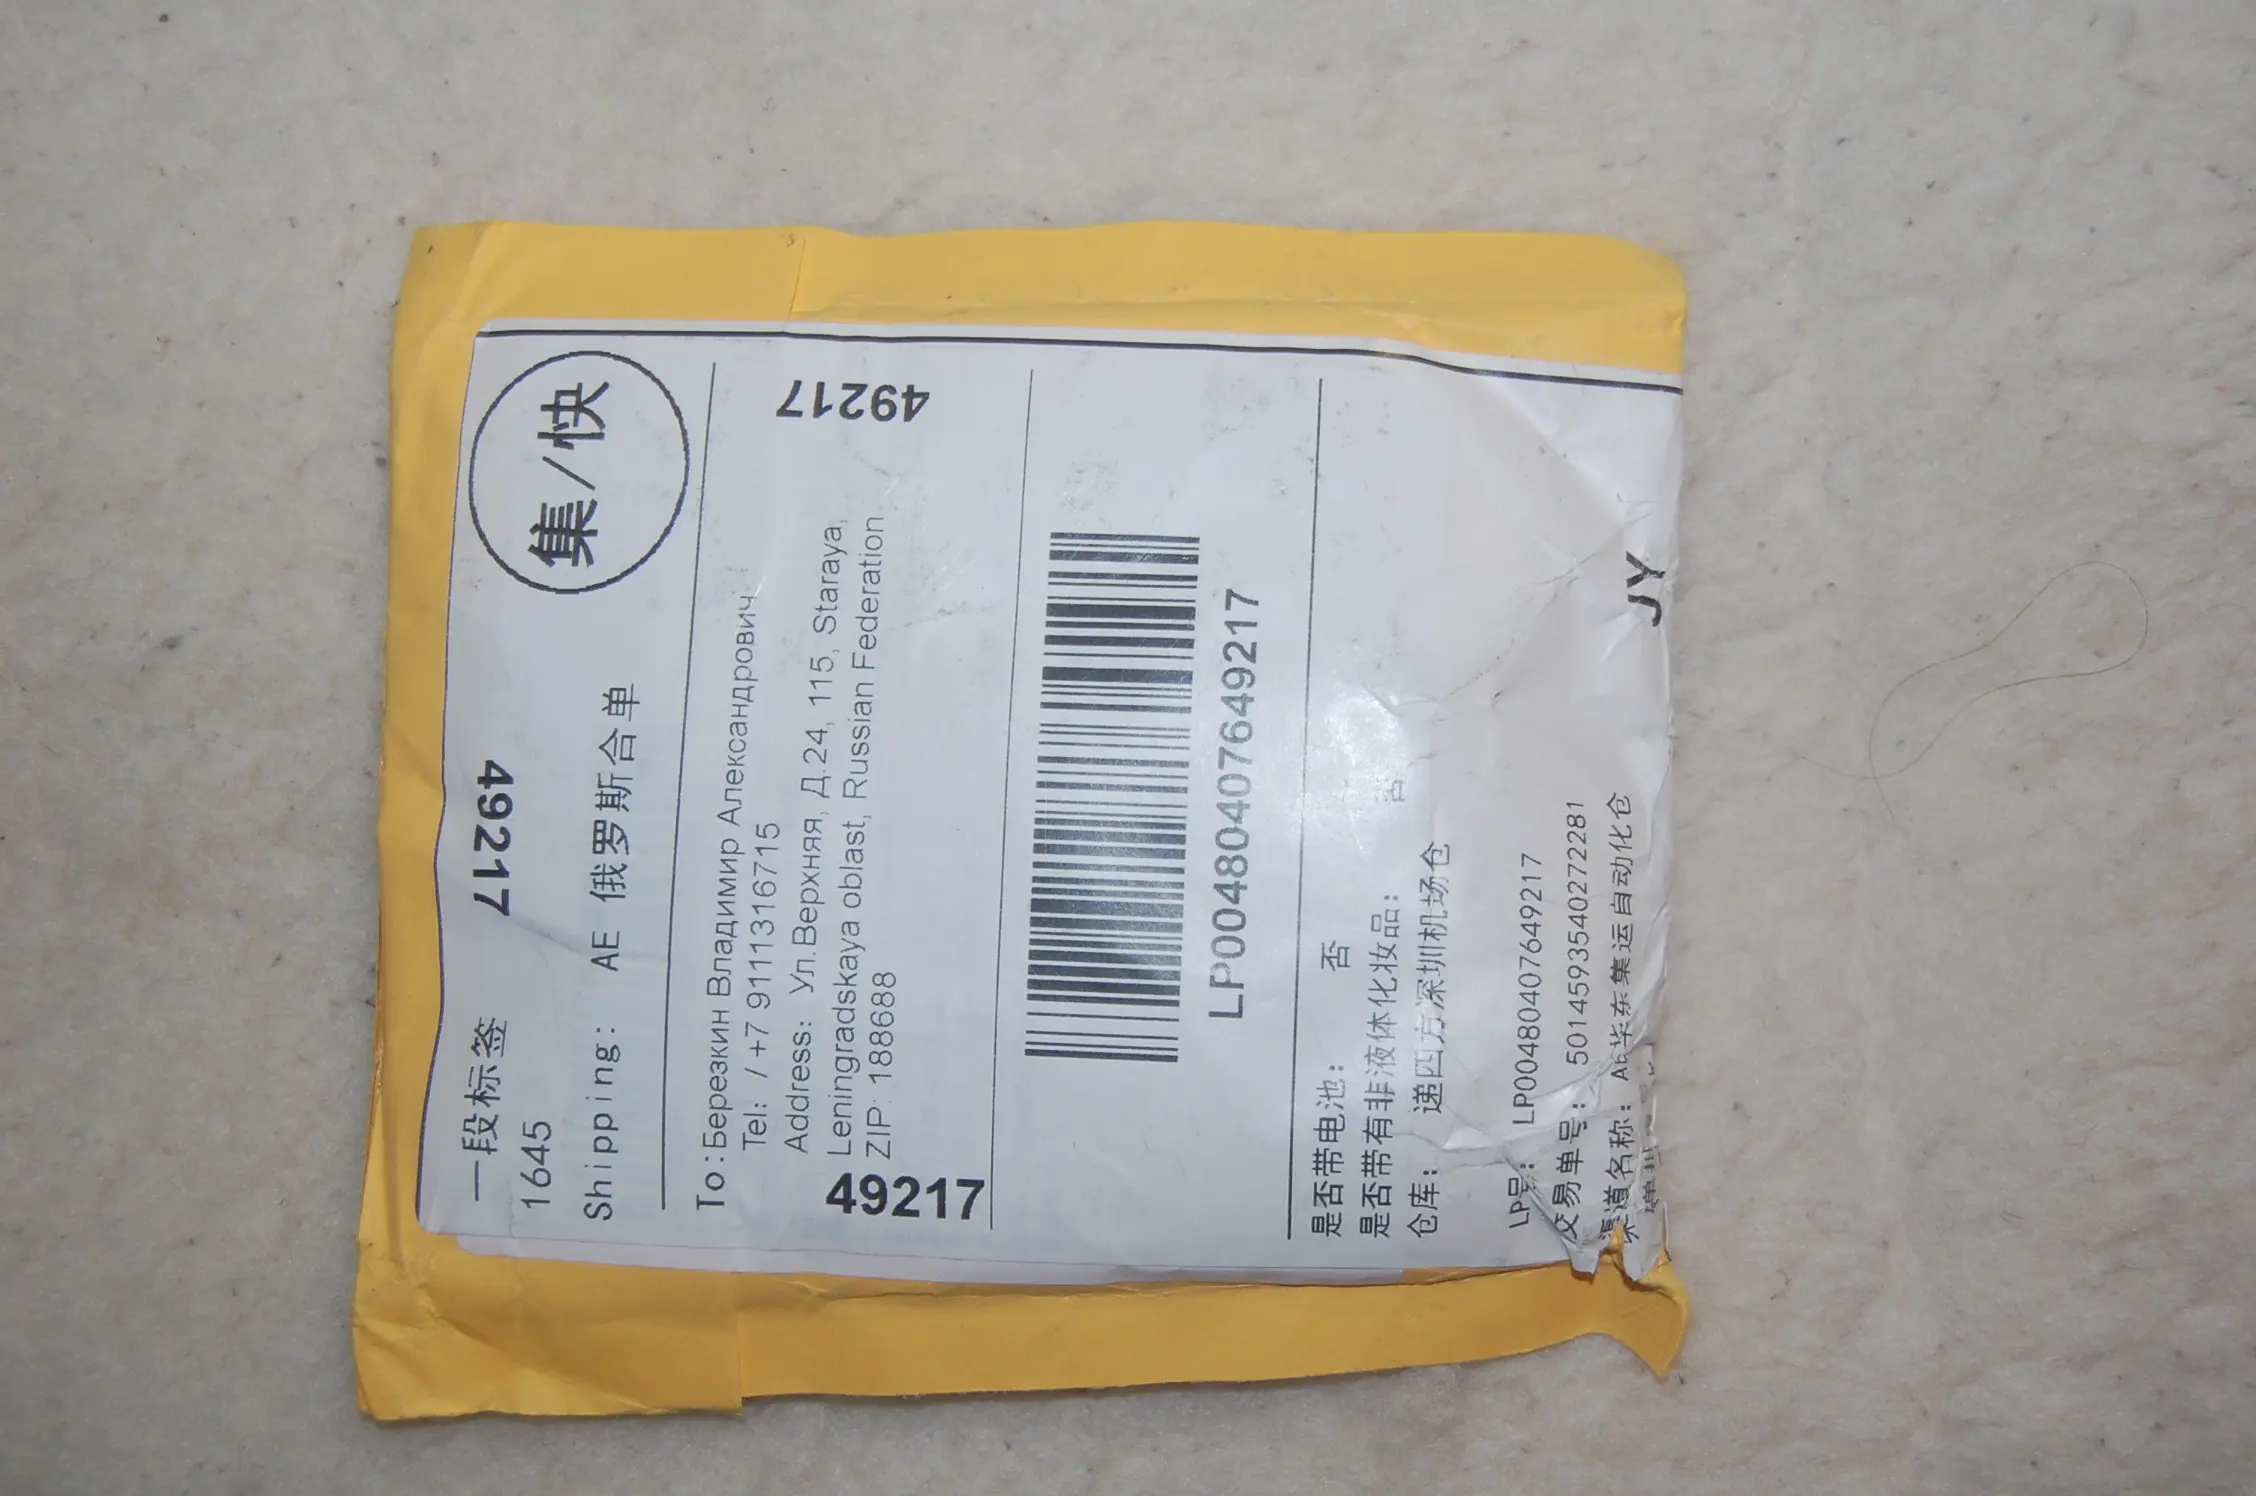 一段标签
49217
1645
集/快
Shipping: AE 俄罗斯合单
49217
To:Березкин Владимир Александрович
Tel: / +7 9111316715
Address: Ул.Верхняя, Д.24, 115, Staraya,
Leningradskaya oblast, Russian Federation
ZIP: 188688
49217
LP00480407649217
是否带电池: 否
是否带有非液体化妆品: 否
仓库: 递四方深圳机场仓
LP号: LP00480407649217
交易单号: 5014593540272281
渠道名称: AE华东集运自动化仓
JY